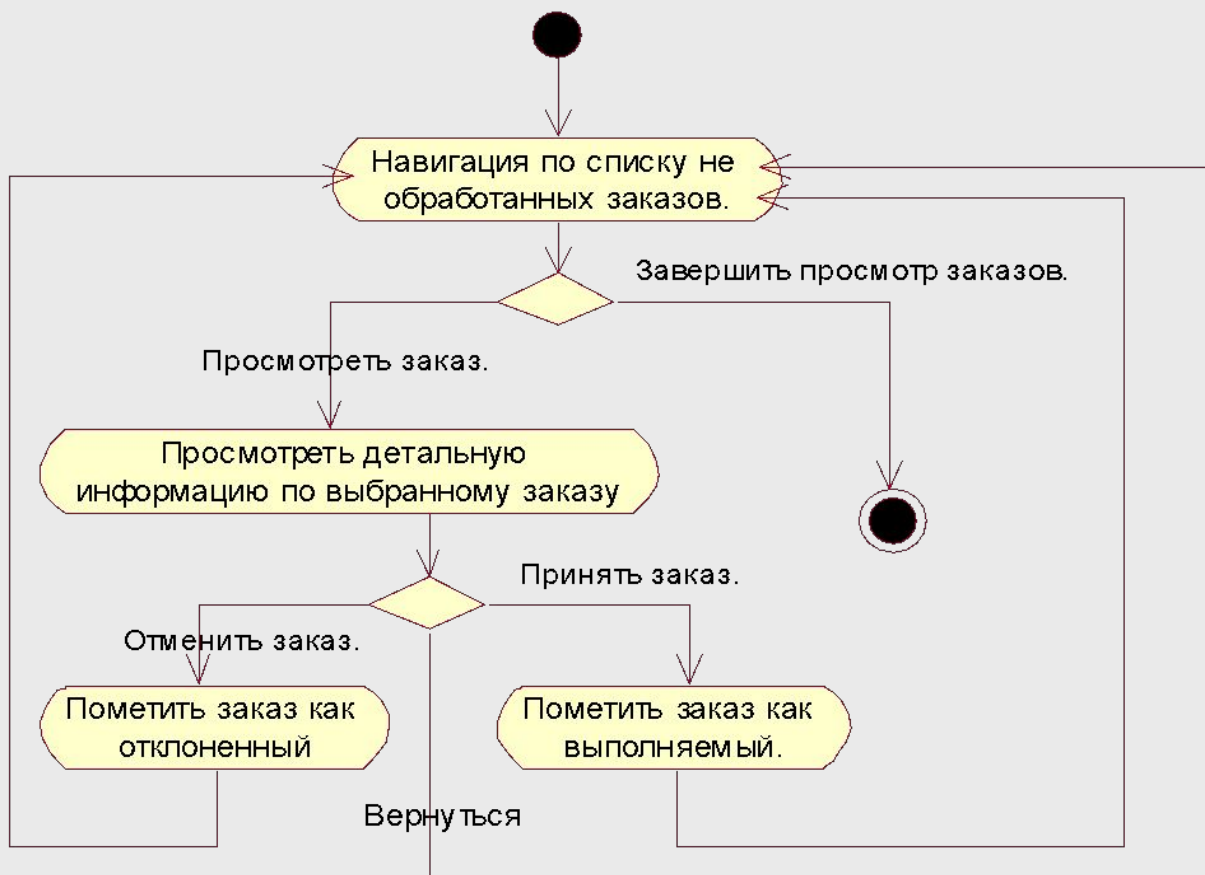 Навигация по списку не
обработанных заказов.
Завершить просмотр заказов.
Просмотреть заказ.
Просмотреть детальную
информацию по выбранному заказу
Принять заказ.
Отменить заказ.
Пометить заказ как
отклоненный
Пометить заказ как
выполняемый.
Вернуться